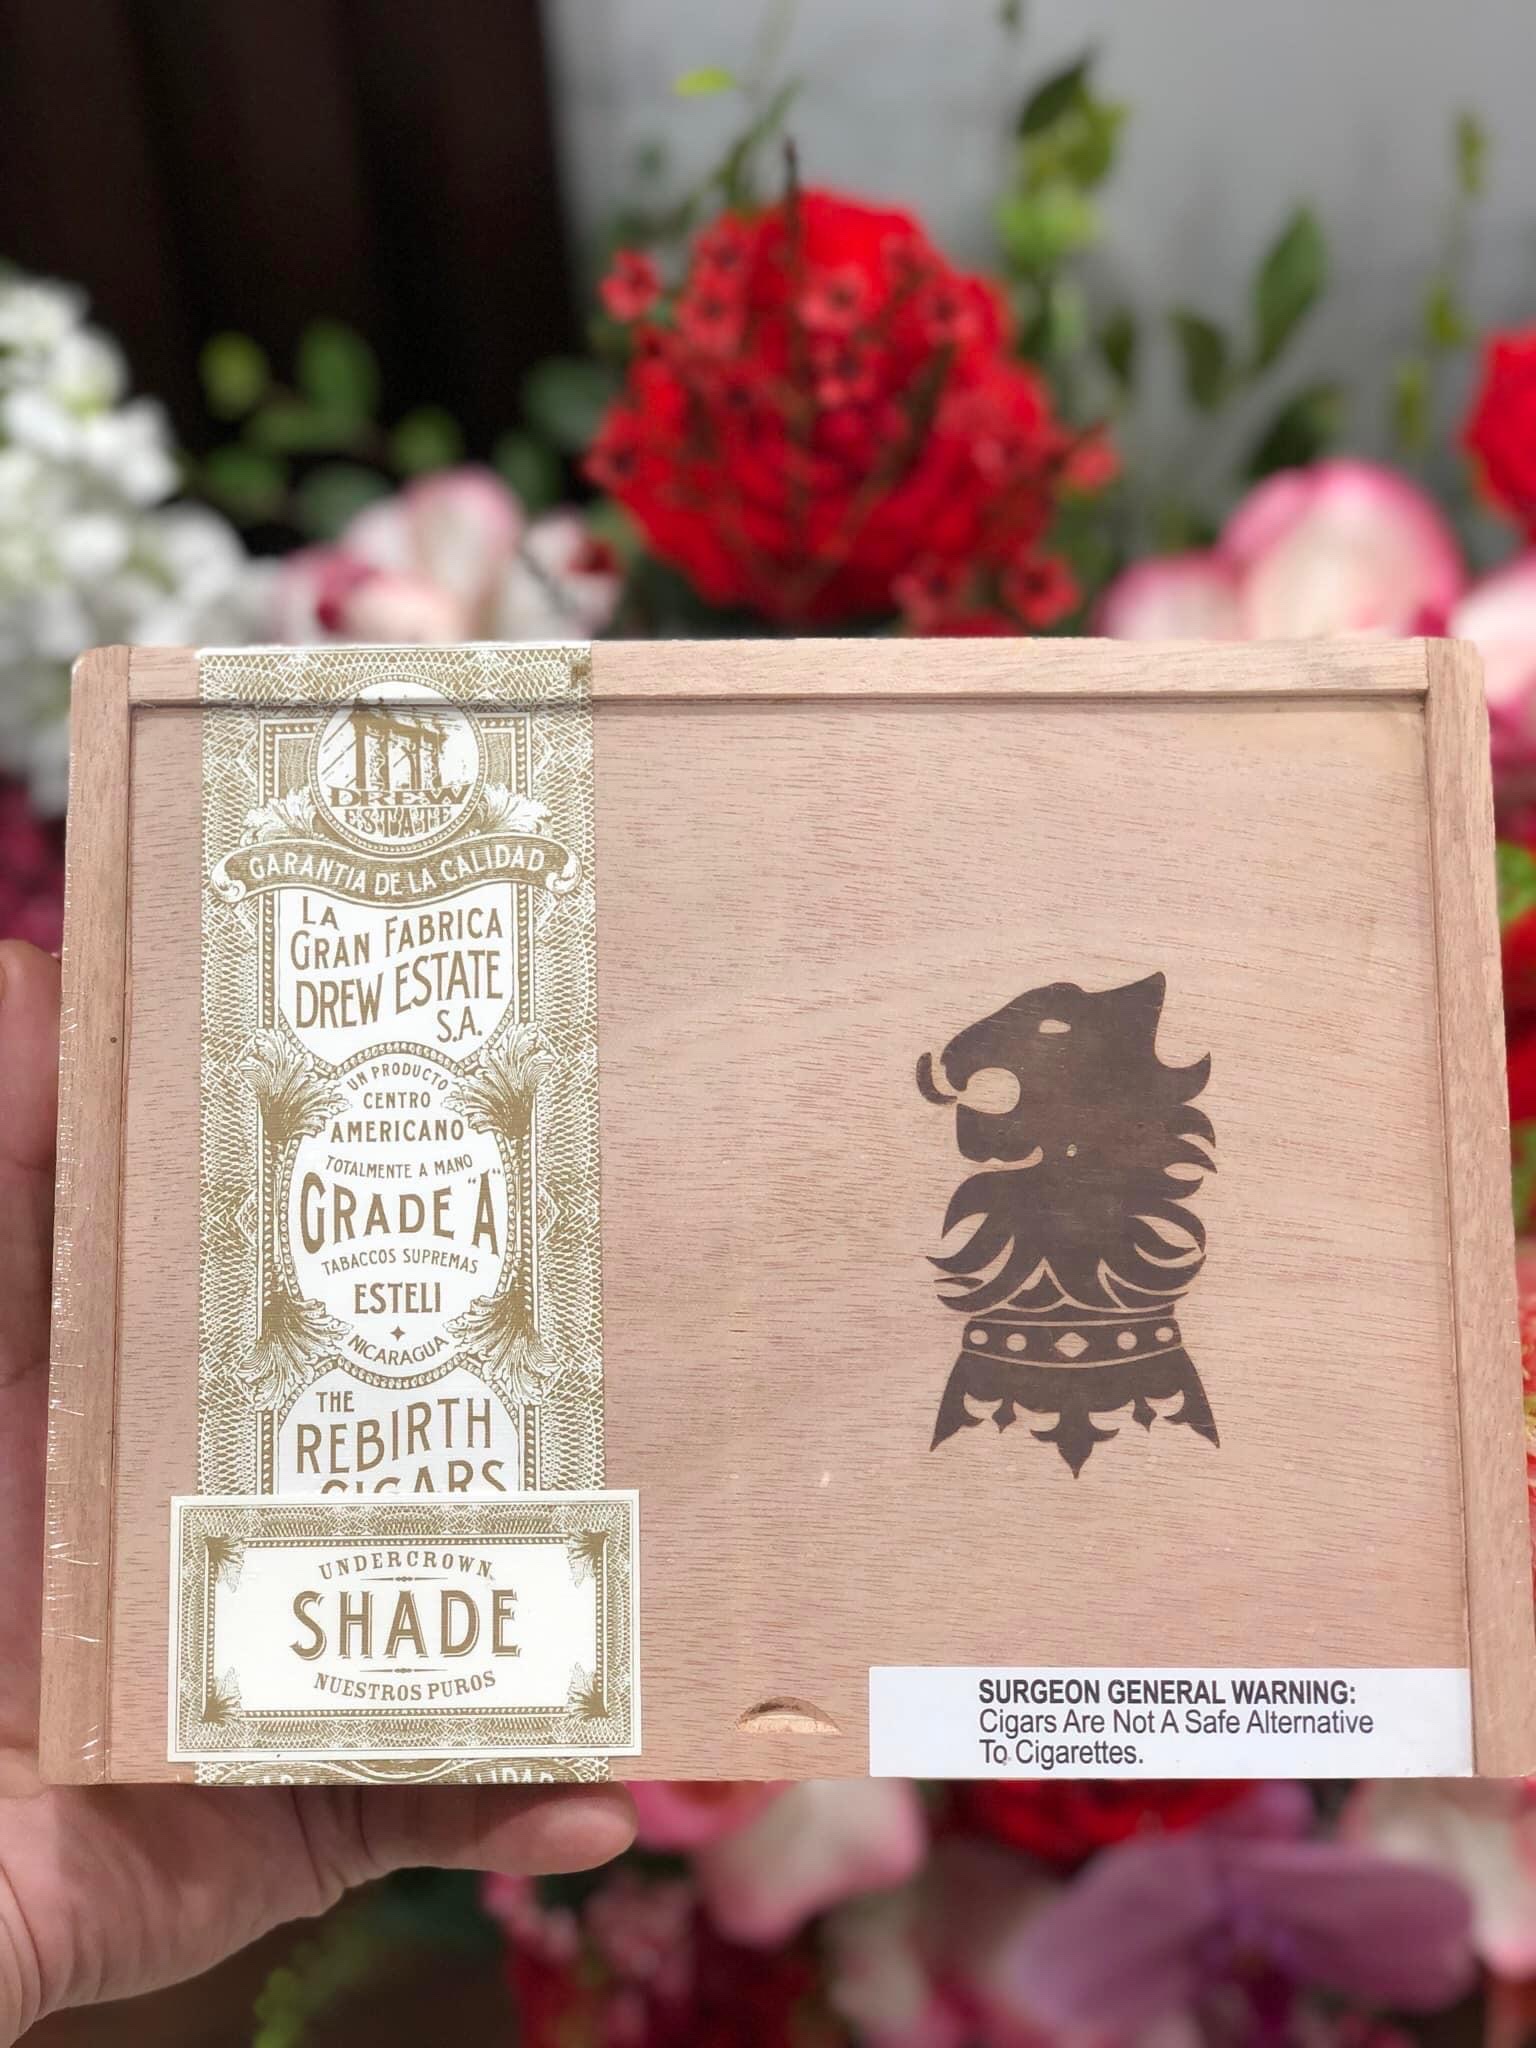 DREW
ESTATE
GARANTIA DE LA CALIDAD
LA
GRAN FABRICA
DREW ESTATE
S.A.
UN PRODUCTO
CENTRO
AMERICANO
TOTALMENTE A MANO
GRADE "A"
TABACCOS SUPREMAS
ESTELI
NICARAGUA
THE
REBIRTH
CIGARS
UNDERCROWN
SHADE
NUESTROS PUROS
SURGEON GENERAL WARNING:
Cigars Are Not A Safe Alternative
To Cigarettes.